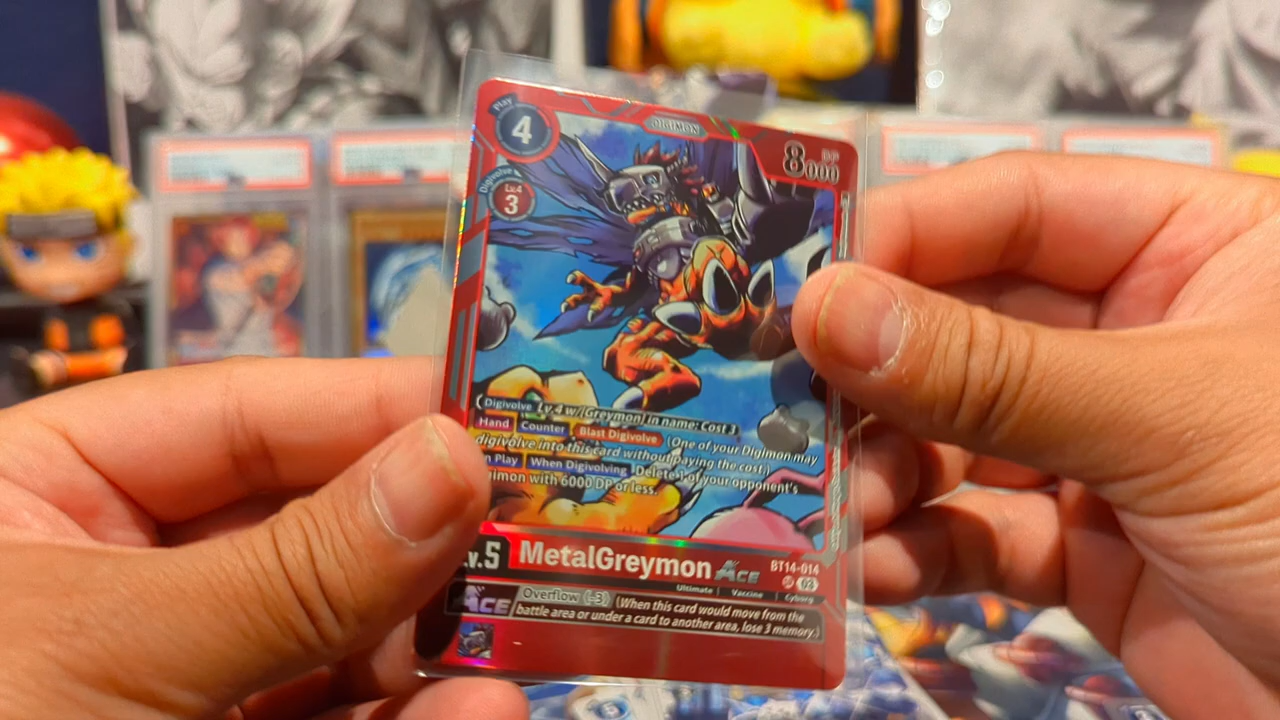 Play
4
DIGIMON
DP
8000
Digivolve
Lv.4
3
Digivolve Lv.4 w/[Greymon] in name: Cost 3
Hand Counter Blast Digivolve (One of your Digimon may
digivolve into this card without paying the cost.)
n Play When Digivolving Delete 1 of your opponent's
igimon with 6000 DP or less.
Lv.5 MetalGreymon ACE
BT14-014
SR 03
Ultimate Vaccine Cyborg
ACE Overflow (-3) (When this card would move from the
battle area or under a card to another area, lose 3 memory.)